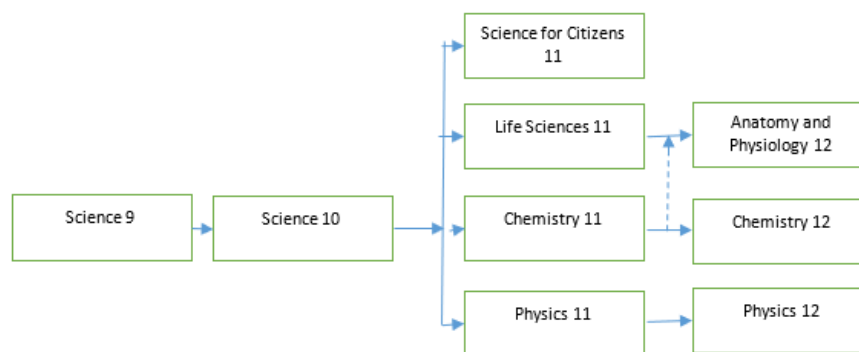 Science for Citizens
11
Life Sciences 11
Anatomy and
Physiology 12
Science 9
Science 10
Chemistry 11
Chemistry 12
Physics 11
Physics 12